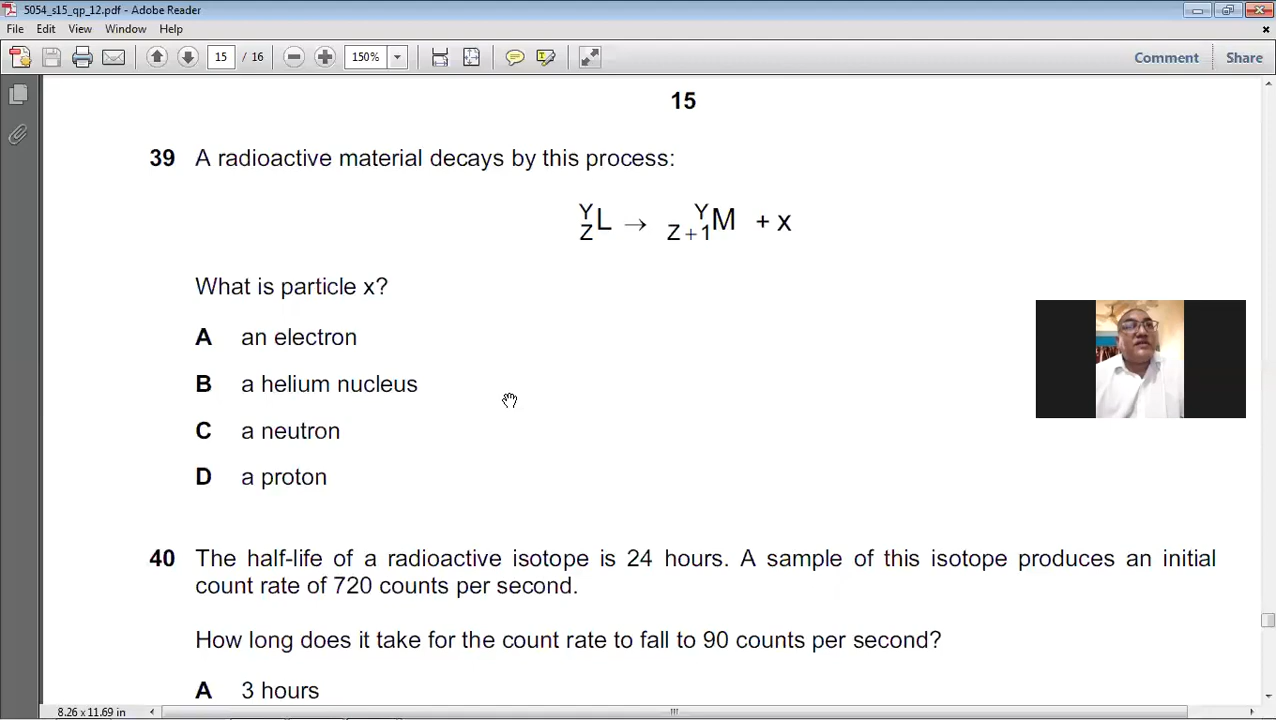 5054_s15_qp_12.pdf - Adobe Reader
File Edit View Window Help
15 / 16 150% Comment Share
15
39 A radioactive material decays by this process:
Y Z L → Y Z+1 M + x
What is particle x?
A an electron
B a helium nucleus
C a neutron
D a proton
40 The half-life of a radioactive isotope is 24 hours. A sample of this isotope produces an initial
count rate of 720 counts per second.
How long does it take for the count rate to fall to 90 counts per second?
A 3 hours
8.26 x 11.69 in